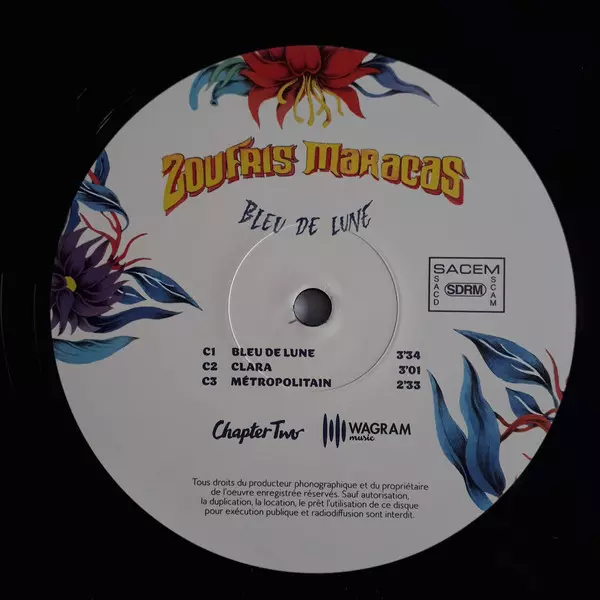 Zoufris Maracas
BLEU DE LUNE
SACEM
SACD
SDRM
SCAM
C1 BLEU DE LUNE 3'34
C2 CLARA 3'01
C3 MÉTROPOLITAIN 2'33
Chapter Two
WAGRAM
music
Tous droits du producteur phonographique et du propriétaire
de l'oeuvre enregistrée réservés. Sauf autorisation,
la duplication, la location, le prêt l'utilisation de ce disque
pour exécution publique et radiodiffusion sont interdit.